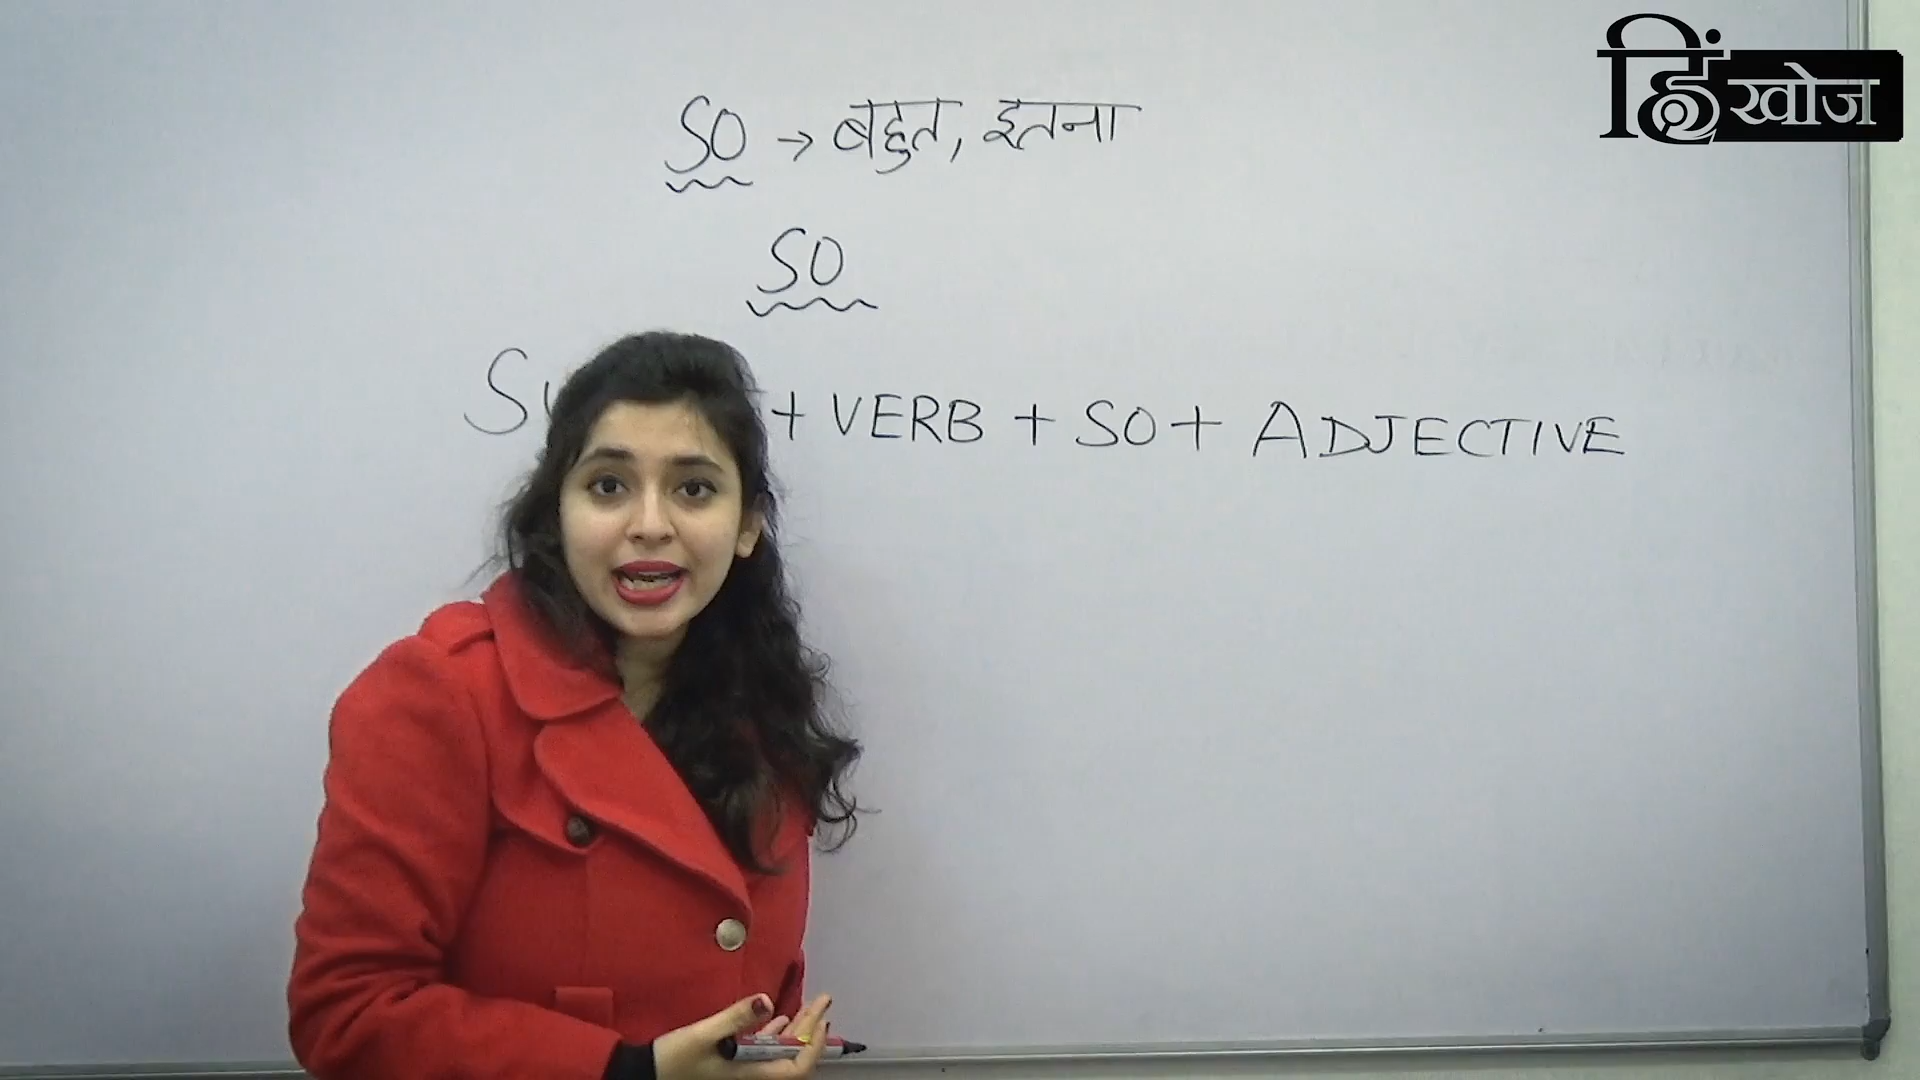 हिंखोज
SO → बहुत, इतना
SO
+ VERB + SO + ADJECTIVE